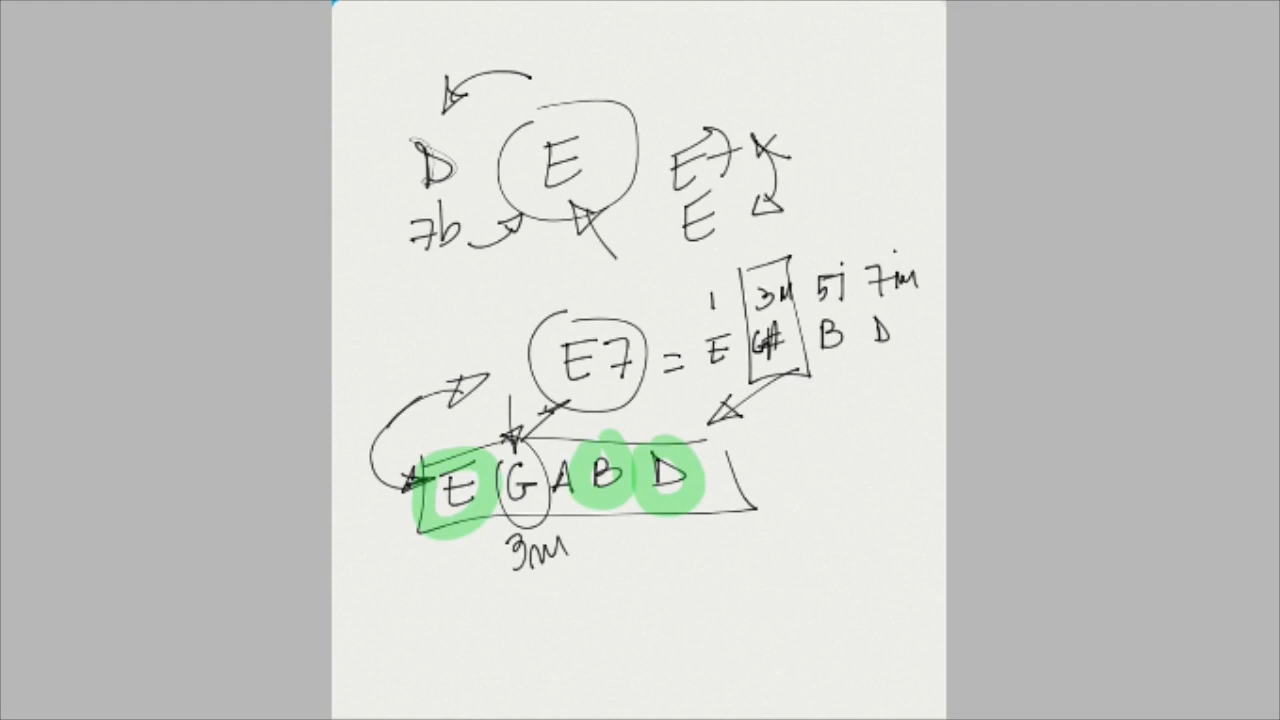 D E E7
7b E
1 3M 5j 7m
E7 = E G# B D
E G A B D
3m